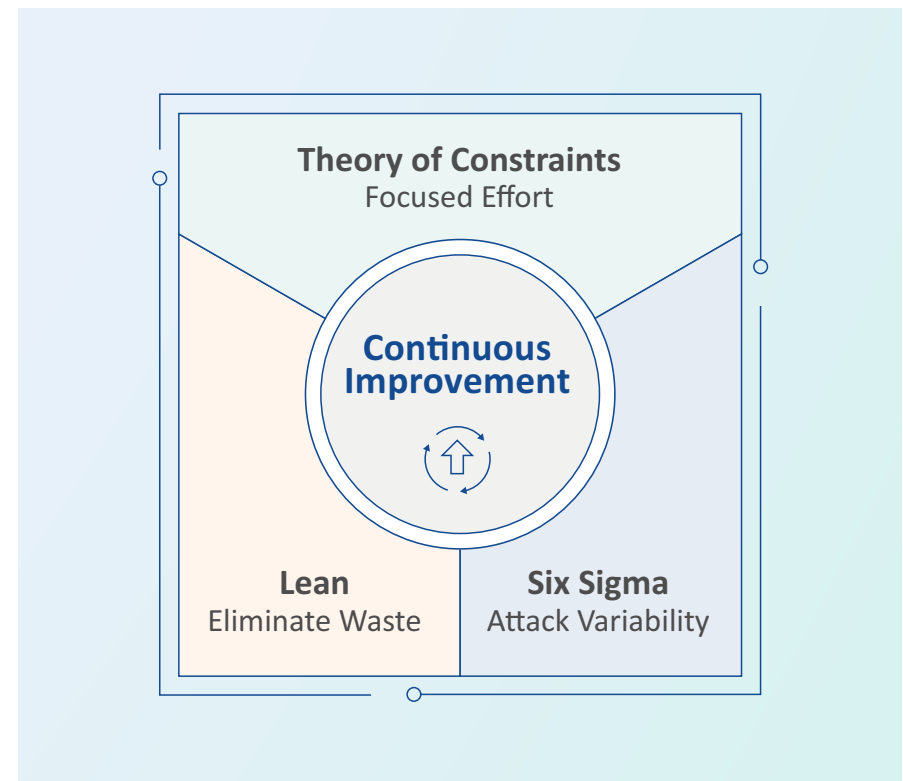 Theory of Constraints
Focused Effort
Continuous
Improvement
Lean
Eliminate Waste
Six Sigma
Attack Variability